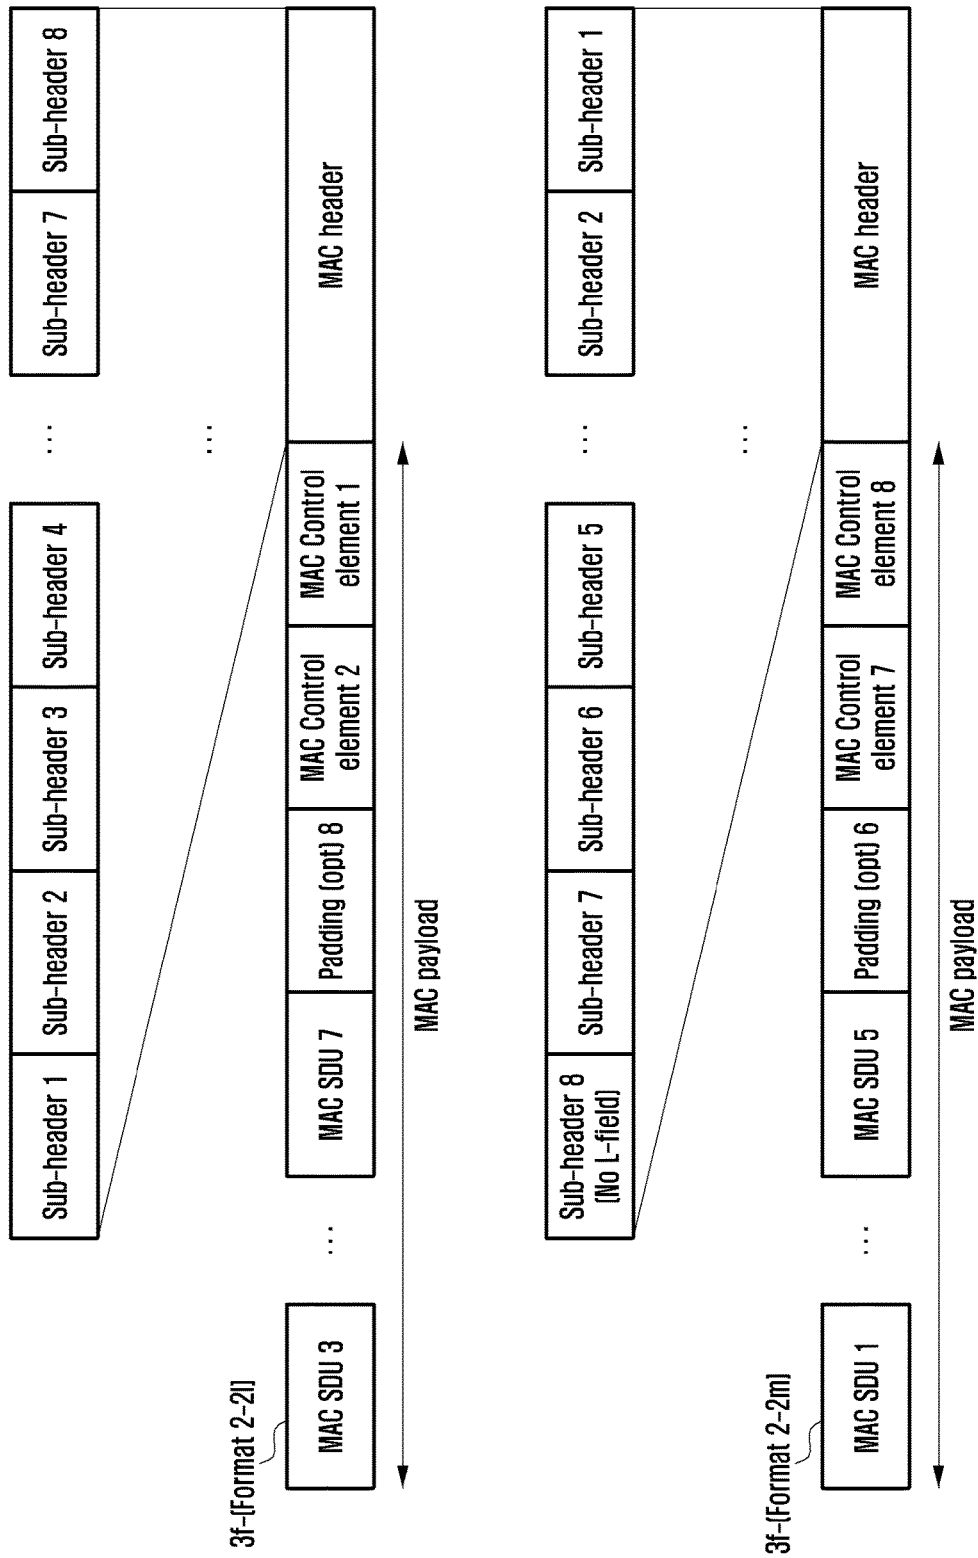 Sub-header 1
Sub-header 2
Sub-header 3
Sub-header 4
...
Sub-header 7
Sub-header 8
...
3f-(Format 2-2l)
MAC SDU 3
...
MAC SDU 7
Padding (opt) 8
MAC Control
element 2
MAC Control
element 1
MAC header
MAC payload
Sub-header 8
(No L-field)
Sub-header 7
Sub-header 6
Sub-header 5
...
Sub-header 2
Sub-header 1
...
3f-(Format 2-2m)
MAC SDU 1
...
MAC SDU 5
Padding (opt) 6
MAC Control
element 7
MAC Control
element 8
MAC header
MAC payload